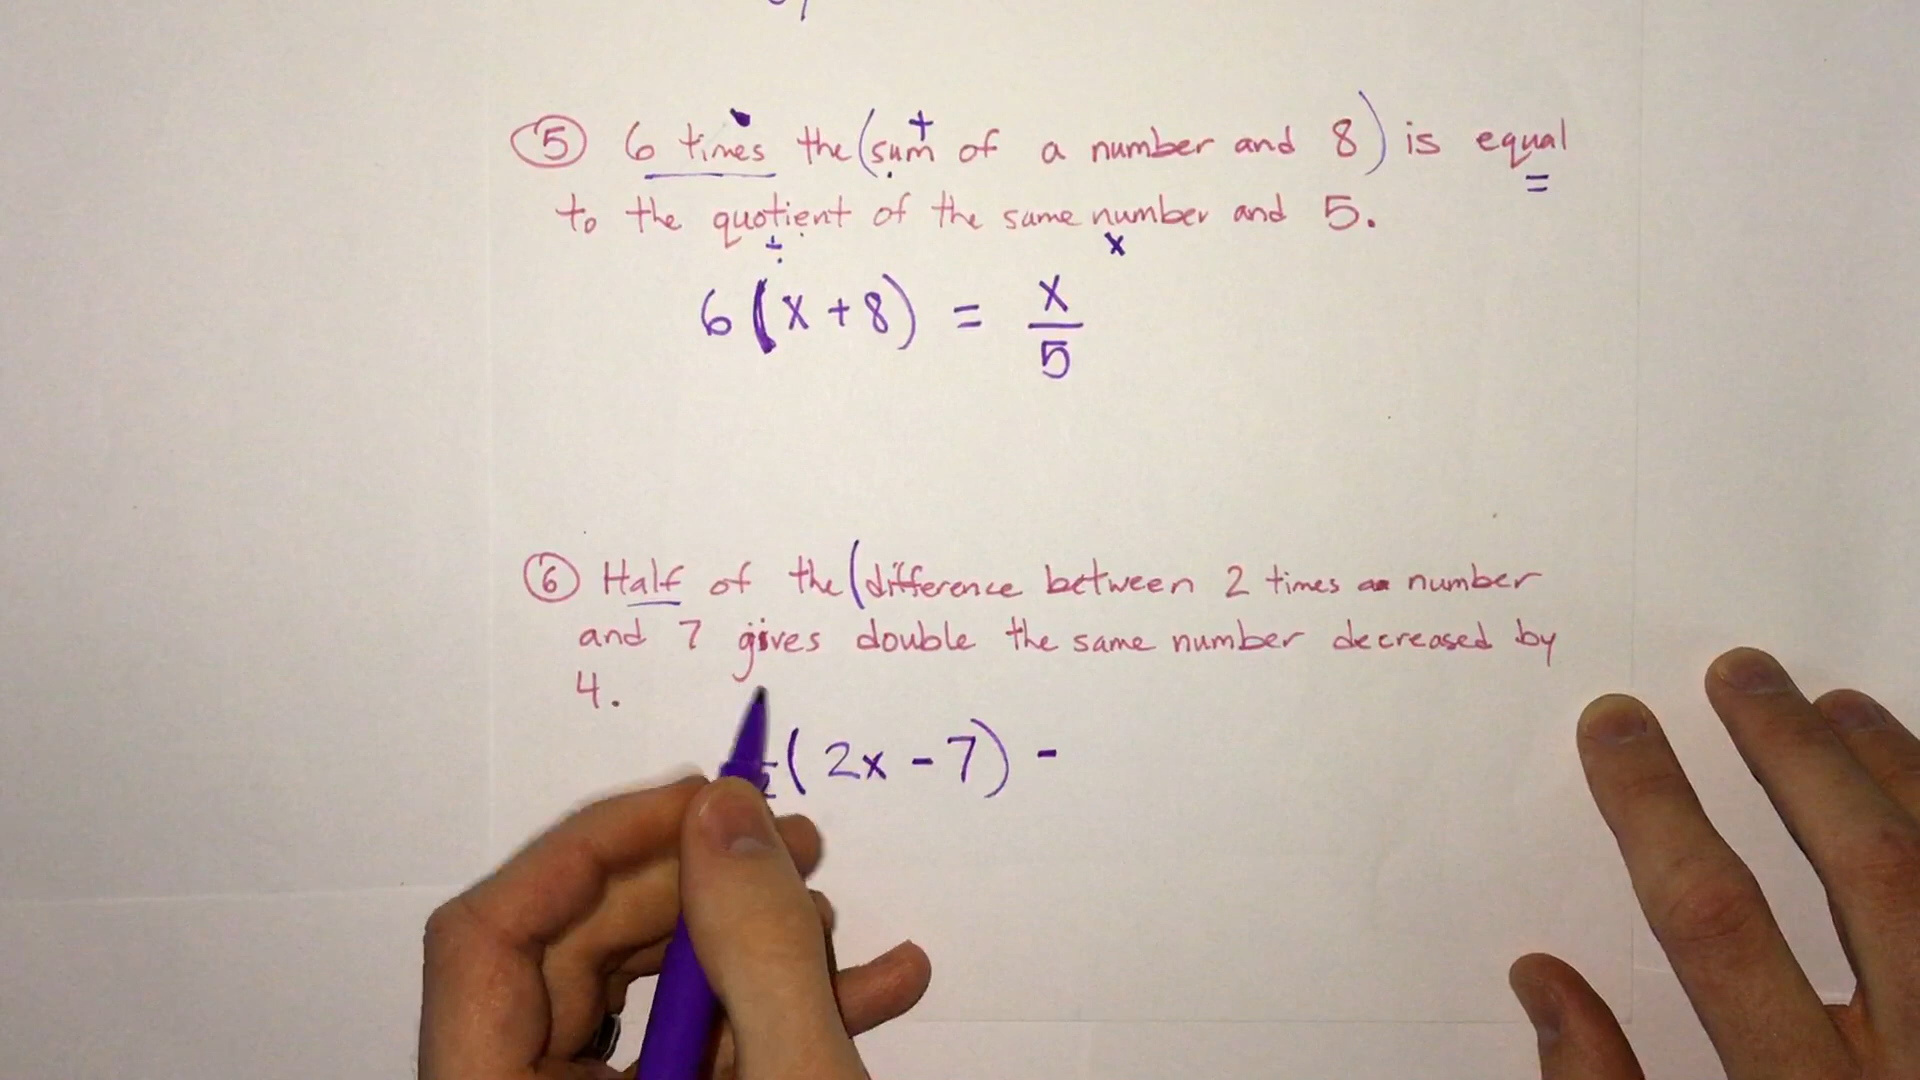 ⑤ 6 times the (sum of a number and 8) is equal
+
=
to the quotient of the same number and 5.
÷ x
6(x+8) = x/5
⑥ Half of the (difference between 2 times a number
and 7 gives double the same number decreased by
4.
(2x - 7) -